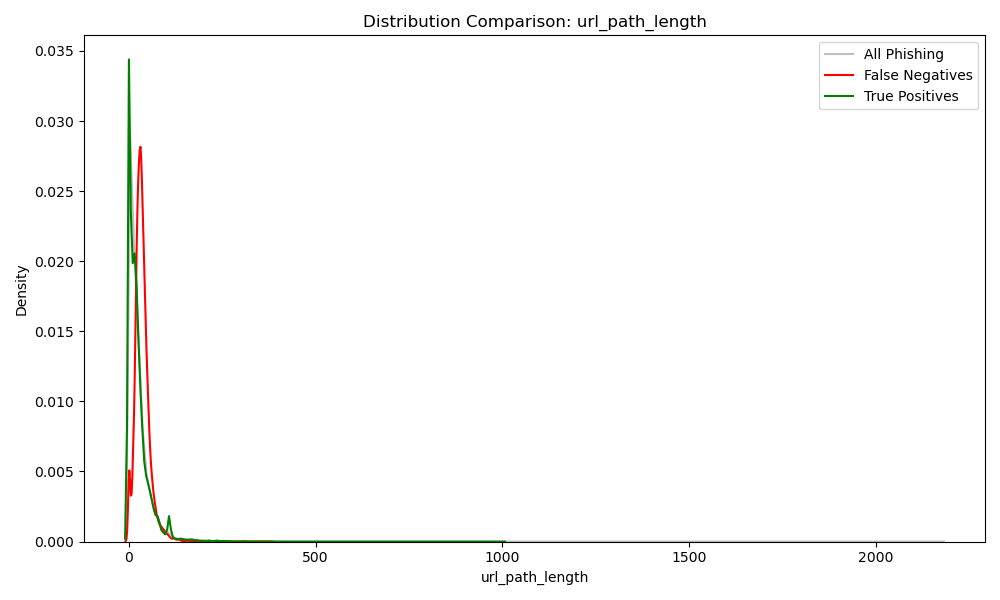 Distribution Comparison: url_path_length
All Phishing
False Negatives
True Positives
0.035
0.030
0.025
0.020
0.015
0.010
0.005
0.000
Density
0
500
1000
1500
2000
url_path_length